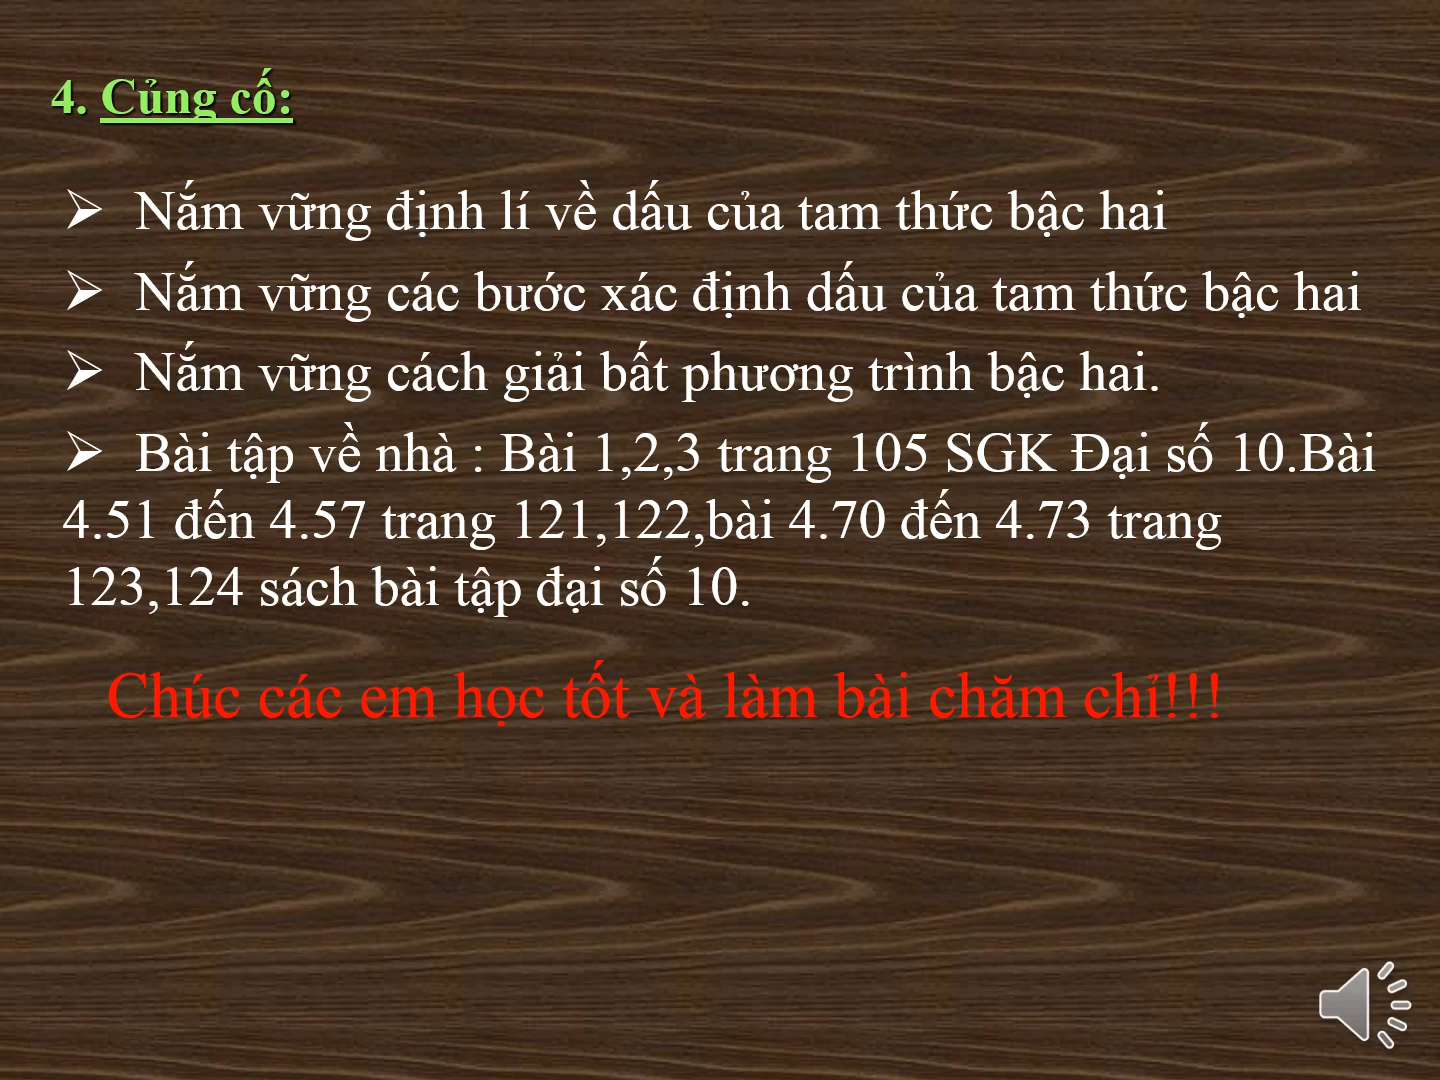 4. Củng cố:
➢ Nắm vững định lí về dấu của tam thức bậc hai
➢ Nắm vững các bước xác định dấu của tam thức bậc hai
➢ Nắm vững cách giải bất phương trình bậc hai.
➢ Bài tập về nhà : Bài 1,2,3 trang 105 SGK Đại số 10.Bài
4.51 đến 4.57 trang 121,122,bài 4.70 đến 4.73 trang
123,124 sách bài tập đại số 10.
Chúc các em học tốt và làm bài chăm chỉ!!!